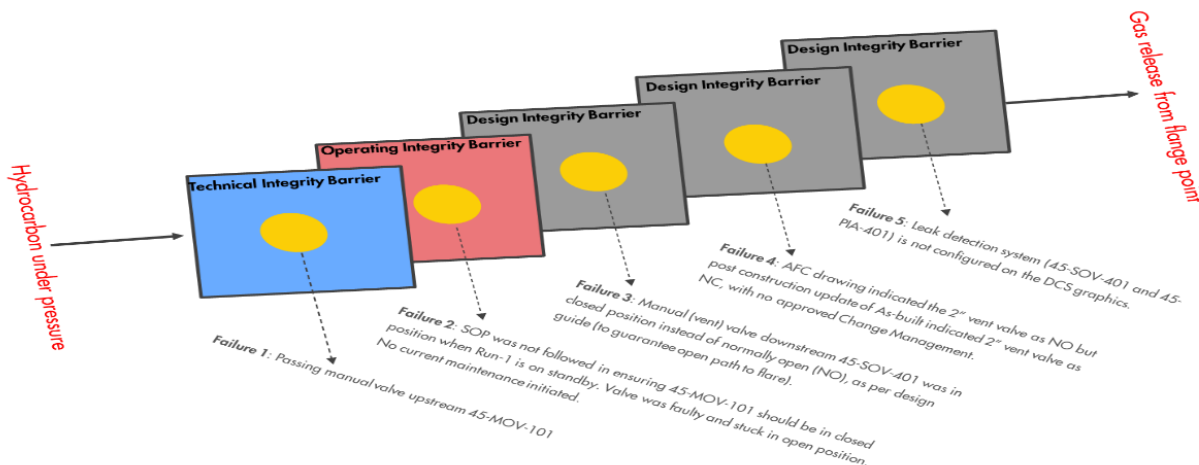 Hydrocarbon under pressure
Technical Integrity Barrier
Operating Integrity Barrier
Design Integrity Barrier
Design Integrity Barrier
Design Integrity Barrier
Gas release from flange point
Failure 1: Passing manual valve upstream 45-MOV-101
Failure 2: SOP was not followed in ensuring 45-MOV-101 should be in closed
position when Run-1 is on standby. Valve was faulty and stuck in open position.
No current maintenance initiated.
Failure 3: Manual (vent) valve downstream 45-SOV-401 was in
closed position instead of normally open (NO), as per design
guide (to guarantee open path to flare).
Failure 4: AFC drawing indicated the 2” vent valve as NO but
post construction update of As-built indicated 2” vent valve as
NC, with no approved Change Management.
Failure 5: Leak detection system (45-SOV-401 and 45-
PIA-401) is not configured on the DCS graphics.